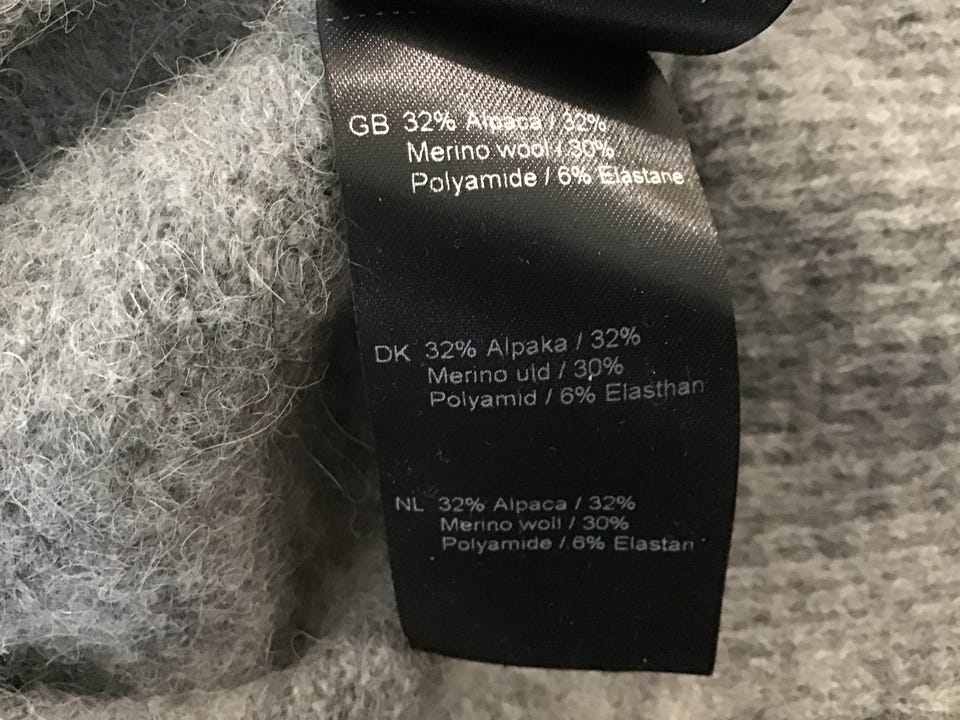 GB 32% Alpaca / 32%
Merino wool / 30%
Polyamide / 6% Elastane
DK 32% Alpaka / 32%
Merino uld / 30%
Polyamid / 6% Elasthan
NL 32% Alpaca / 32%
Merino woll / 30%
Polyamide / 6% Elastan